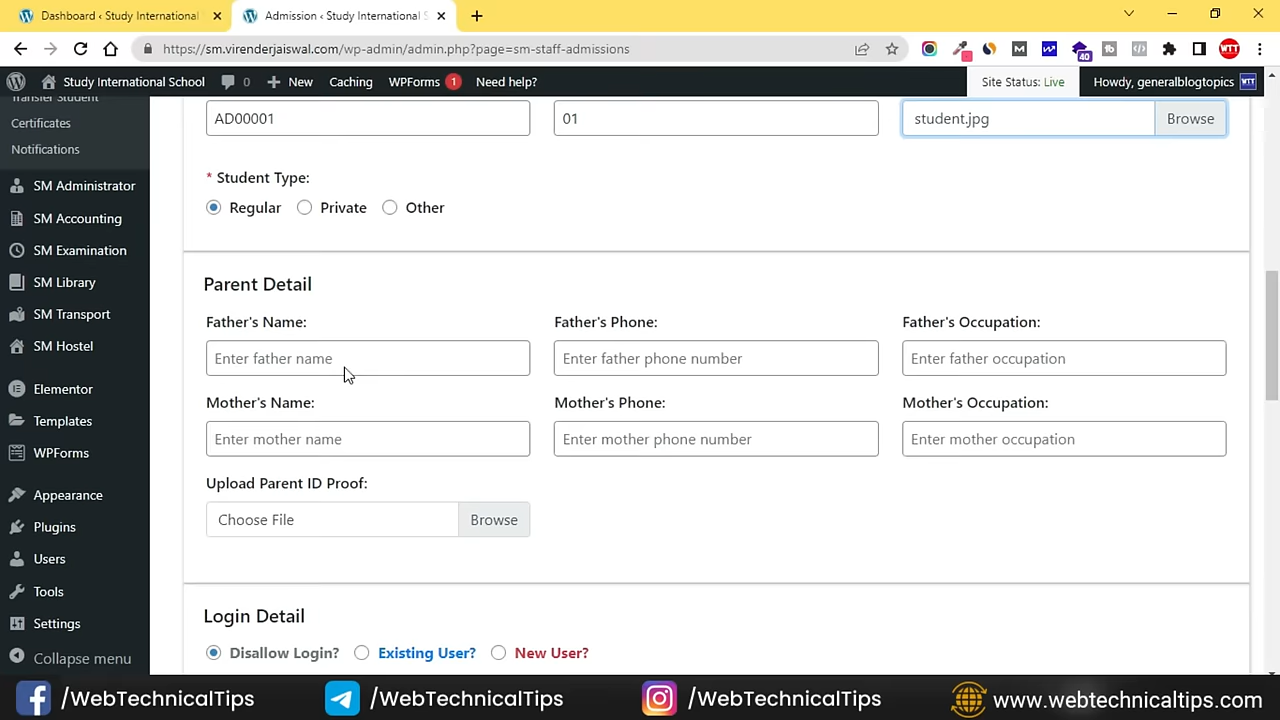 Dashboard ‹ Study International
Admission ‹ Study International S
https://sm.virenderjaiswal.com/wp-admin/admin.php?page=sm-staff-admissions
40
WTT
Study International School
0
New
Caching
WPForms 1
Need help?
Site Status: Live
Howdy, generalblogtopics
WTT
Transfer Student
Certificates
Notifications
SM Administrator
SM Accounting
SM Examination
SM Library
SM Transport
SM Hostel
Elementor
Templates
WPForms
Appearance
Plugins
Users
Tools
Settings
Collapse menu
AD00001
01
student.jpg
Browse
* Student Type:
Regular
Private
Other
Parent Detail
Father's Name:
Father's Phone:
Father's Occupation:
Enter father name
Enter father phone number
Enter father occupation
Mother's Name:
Mother's Phone:
Mother's Occupation:
Enter mother name
Enter mother phone number
Enter mother occupation
Upload Parent ID Proof:
Choose File
Browse
Login Detail
Disallow Login?
Existing User?
New User?
/WebTechnicalTips
/WebTechnicalTips
/WebTechnicalTips
www.webtechnicaltips.com